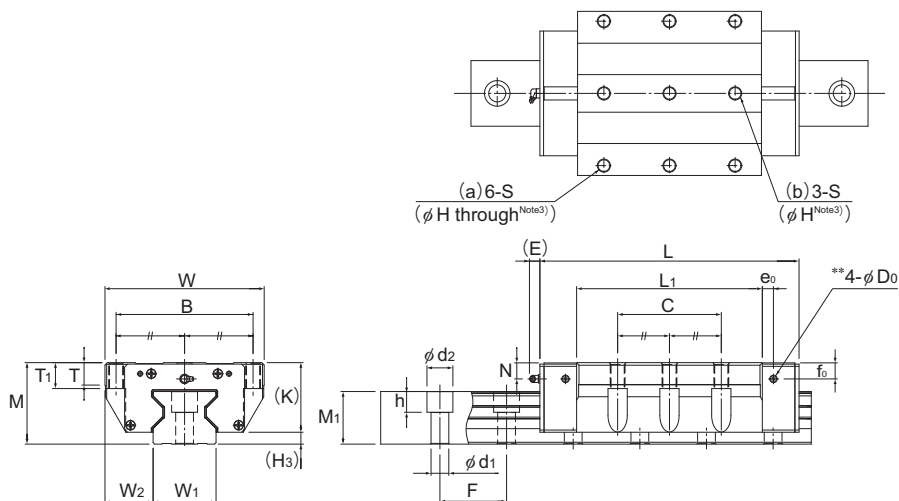 (a)6-S
(φH through Note3))
(b)3-S
(φH Note3))
(E)
L
L1
e0
**4-φD0
C
W
B
//
//
//
//
T1
T
M
(K)
(H3)
W2
W1
φd2
h
M1
φd1
F
N
f0